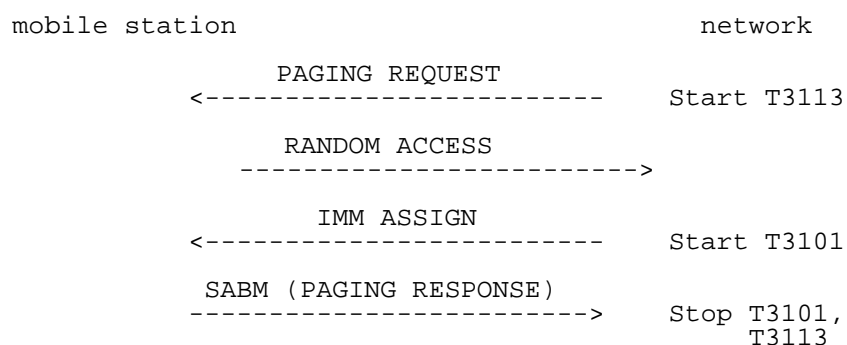 mobile station network
PAGING REQUEST
<-------------------------- Start T3113
RANDOM ACCESS
------------------------->
IMM ASSIGN
<-------------------------- Start T3101
SABM (PAGING RESPONSE)
-------------------------> Stop T3101,
T3113